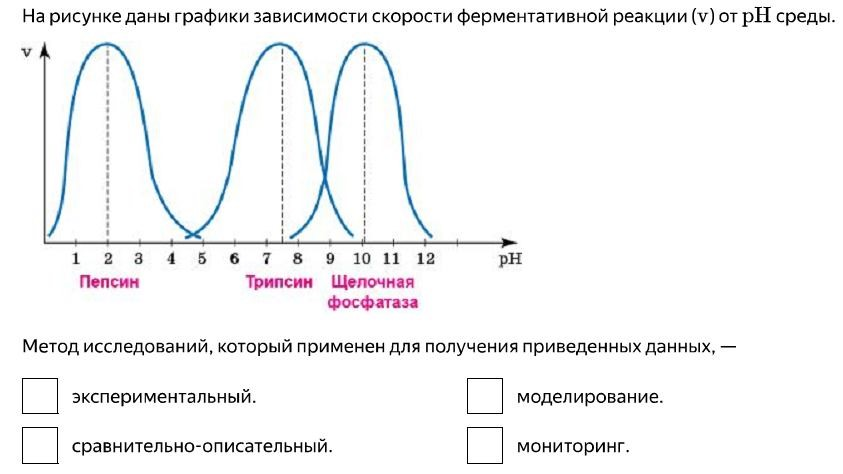 На рисунке даны графики зависимости скорости ферментативной реакции (v) от pH среды.
v
1 2 3 4 5 6 7 8 9 10 11 12 pH
Пепсин Трипсин Щелочная
фосфатаза
Метод исследований, который применен для получения приведенных данных, —
экспериментальный. моделирование.
сравнительно-описательный. мониторинг.